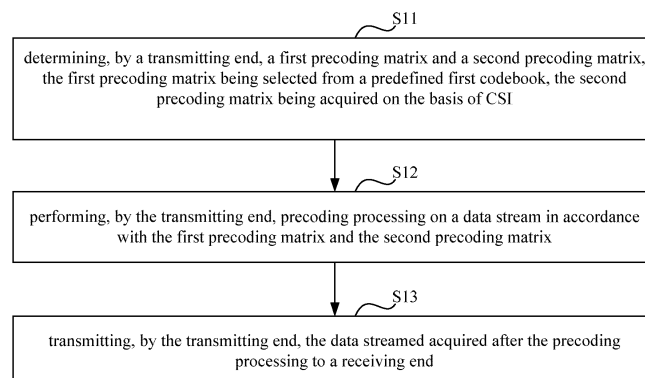 S11
determining, by a transmitting end, a first precoding matrix and a second precoding matrix,
the first precoding matrix being selected from a predefined first codebook, the second
precoding matrix being acquired on the basis of CSI
S12
performing, by the transmitting end, precoding processing on a data stream in accordance
with the first precoding matrix and the second precoding matrix
S13
transmitting, by the transmitting end, the data streamed acquired after the precoding
processing to a receiving end